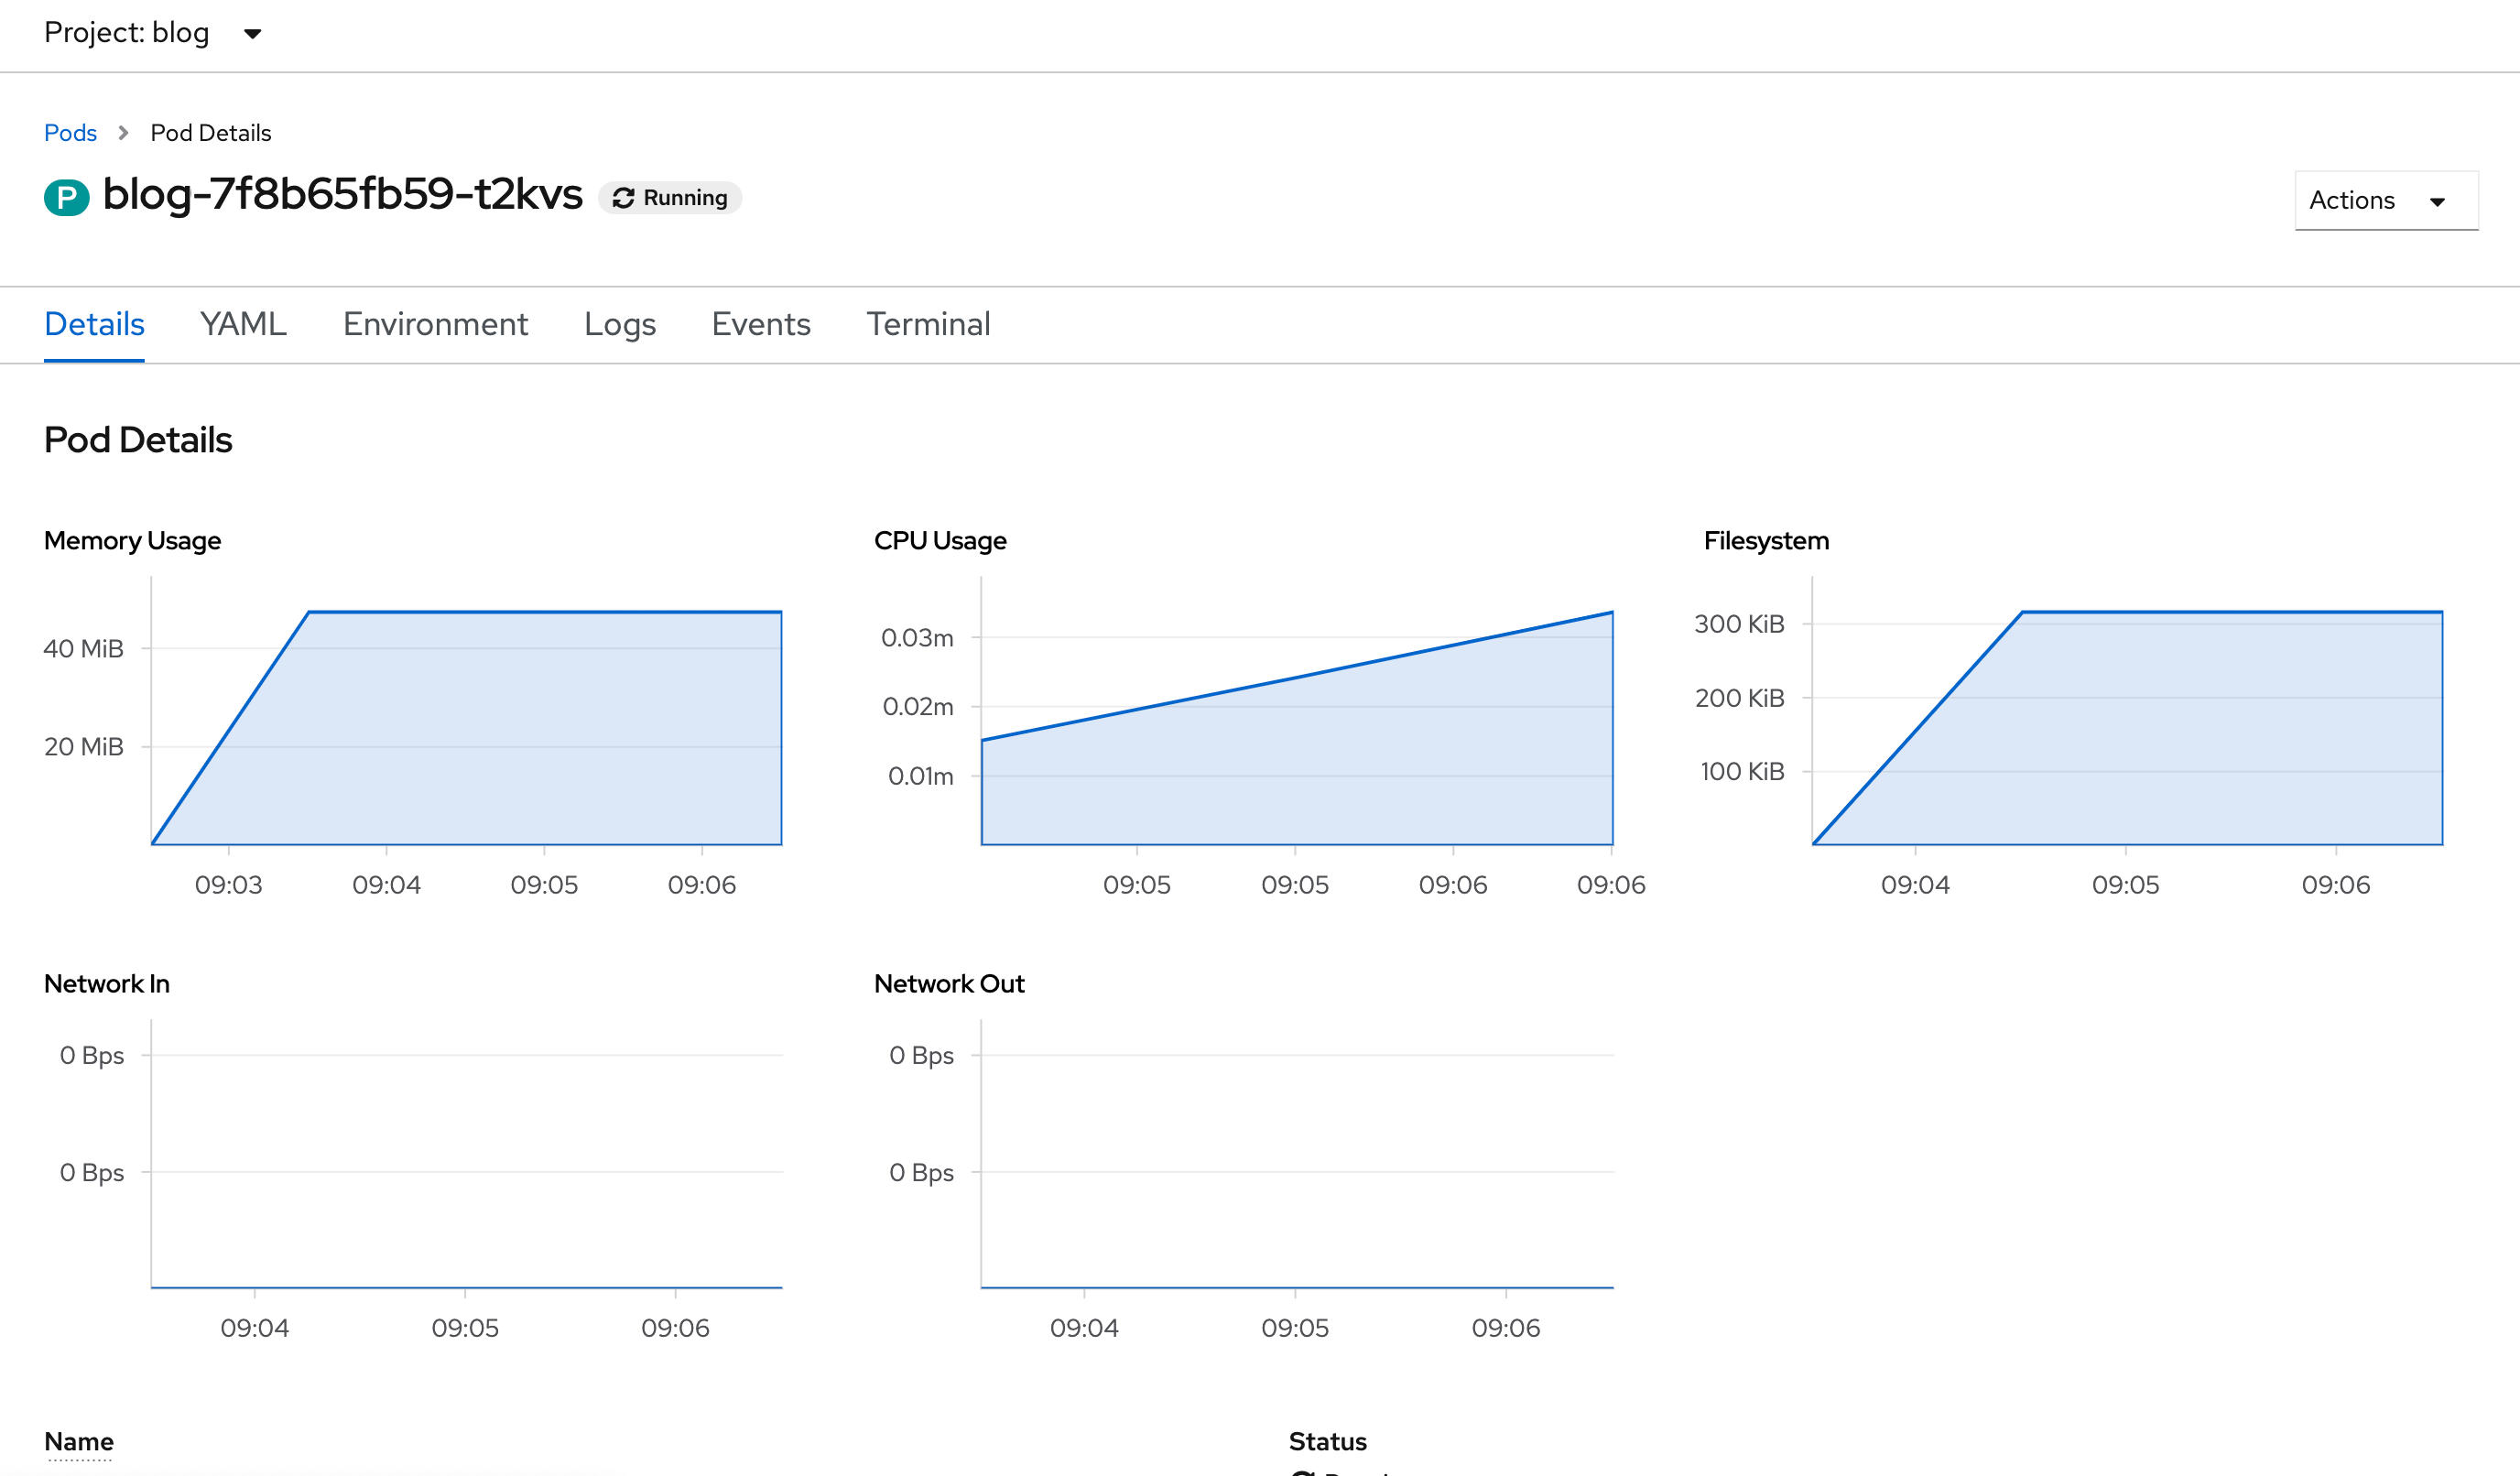 Project: blog
Pods > Pod Details
P blog-7f8b65fb59-t2kvs Running
Actions
Details YAML Environment Logs Events Terminal
Pod Details
Memory Usage
40 MiB
20 MiB
09:03 09:04 09:05 09:06
CPU Usage
0.03m
0.02m
0.01m
09:05 09:05 09:06 09:06
Filesystem
300 KiB
200 KiB
100 KiB
09:04 09:05 09:06
Network In
0 Bps
0 Bps
09:04 09:05 09:06
Network Out
0 Bps
0 Bps
09:04 09:05 09:06
Name
Status